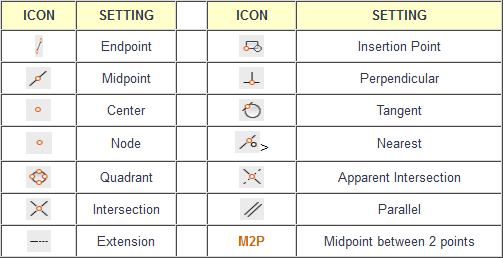 ICON SETTING ICON SETTING
Endpoint Insertion Point
Midpoint Perpendicular
Center Tangent
Node > Nearest
Quadrant Apparent Intersection
Intersection Parallel
Extension M2P Midpoint between 2 points